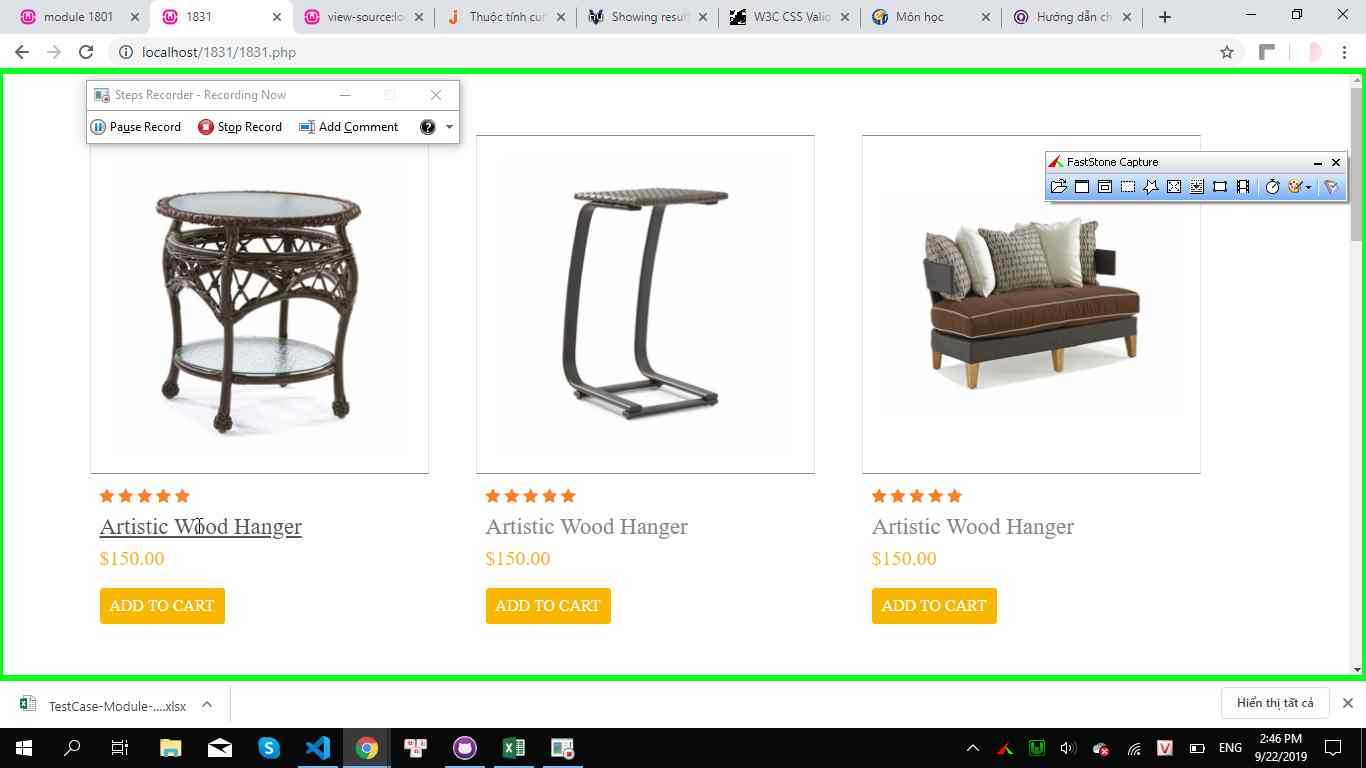 module 1801
1831
view-source:lo
Thuộc tính cur
Showing result
W3C CSS Valid
Môn học
Hướng dẫn ch
localhost/1831/1831.php
Steps Recorder - Recording Now
Pause Record
Stop Record
Add Comment
FastStone Capture
Artistic Wood Hanger
$150.00
ADD TO CART
Artistic Wood Hanger
$150.00
ADD TO CART
Artistic Wood Hanger
$150.00
ADD TO CART
TestCase-Module-....xlsx
Hiển thị tất cả
ENG
2:46 PM
9/22/2019